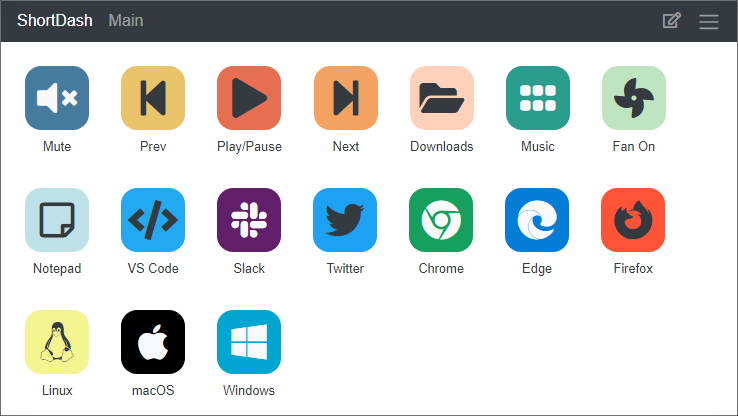 ShortDash Main
Mute Prev Play/Pause Next Downloads Music Fan On
Notepad VS Code Slack Twitter Chrome Edge Firefox
Linux macOS Windows